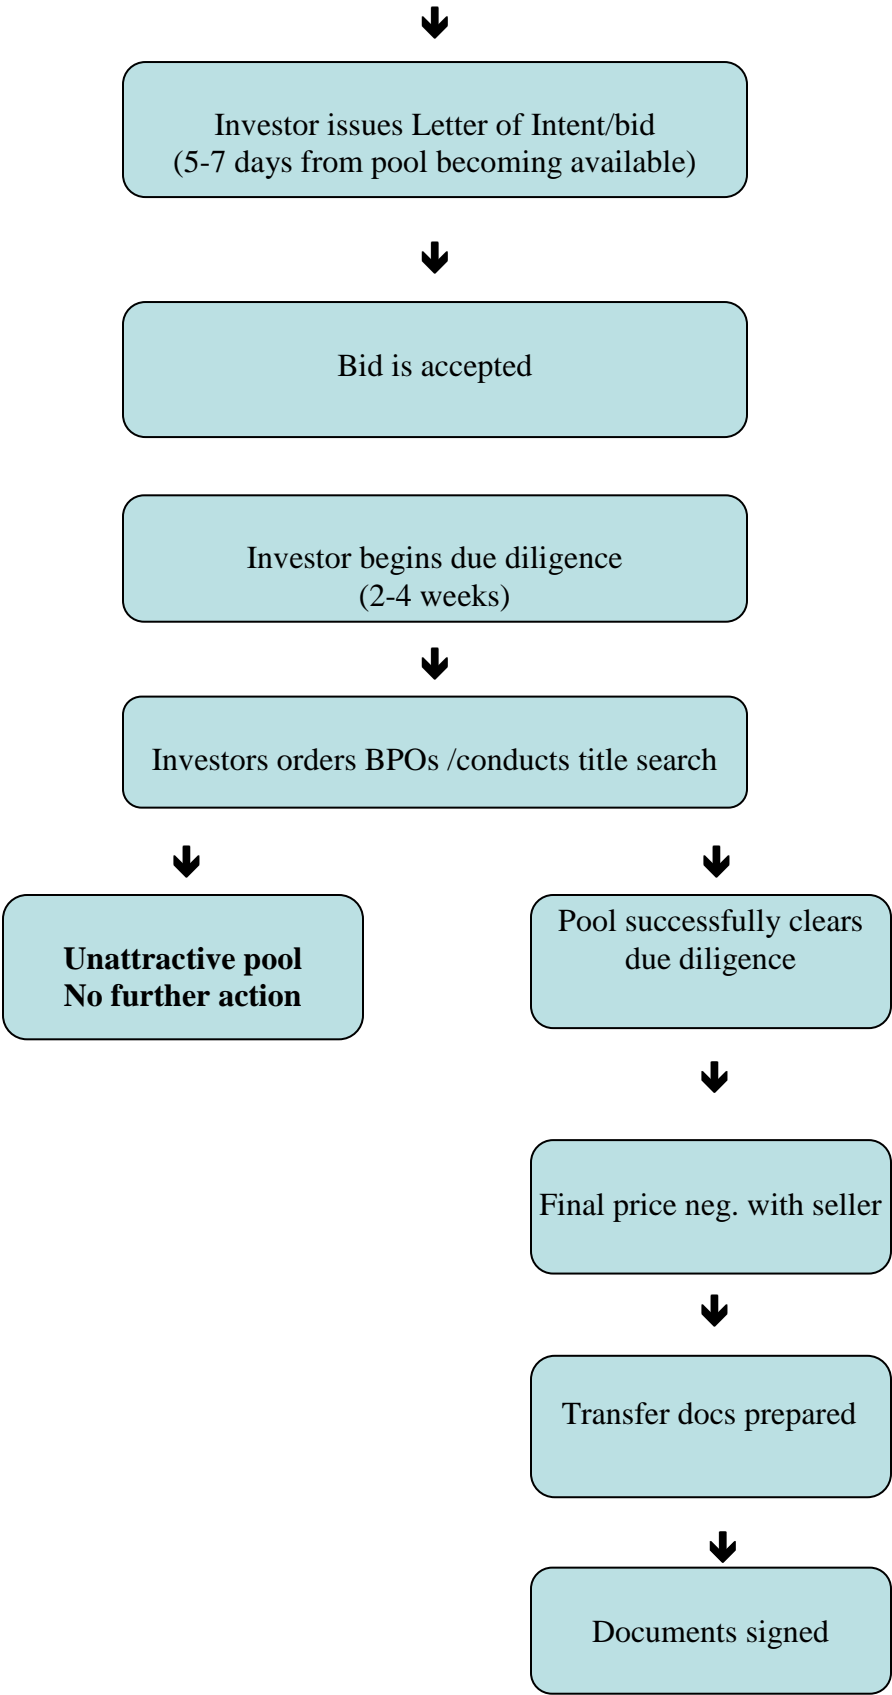 Investor issues Letter of Intent/bid
(5-7 days from pool becoming available)
Bid is accepted
Investor begins due diligence
(2-4 weeks)
Investors orders BPOs /conducts title search
Unattractive pool
No further action
Pool successfully clears
due diligence
Final price neg. with seller
Transfer docs prepared
Documents signed